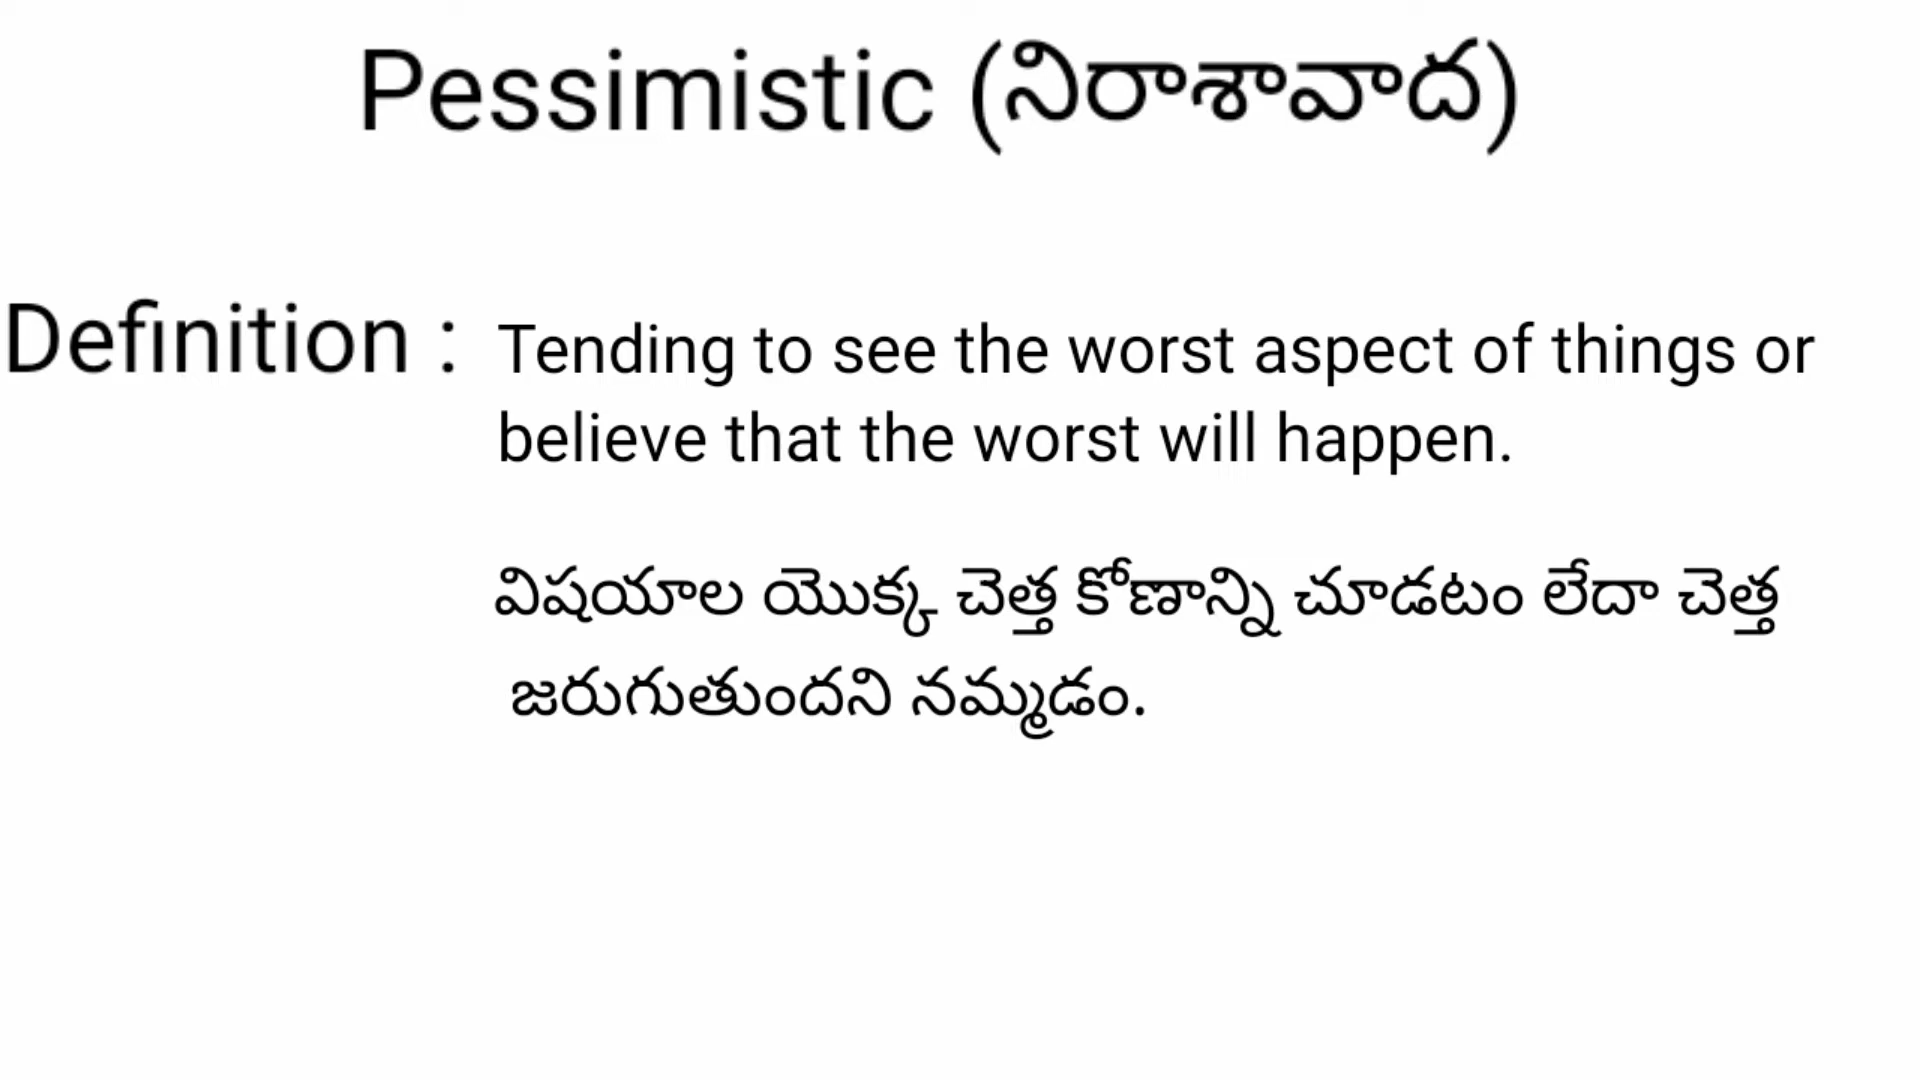 Pessimistic (నిరాశావాద)
Definition : Tending to see the worst aspect of things or
believe that the worst will happen.
విషయాల యొక్క చెత్త కోణాన్ని చూడటం లేదా చెత్త
జరుగుతుందని నమ్మడం.